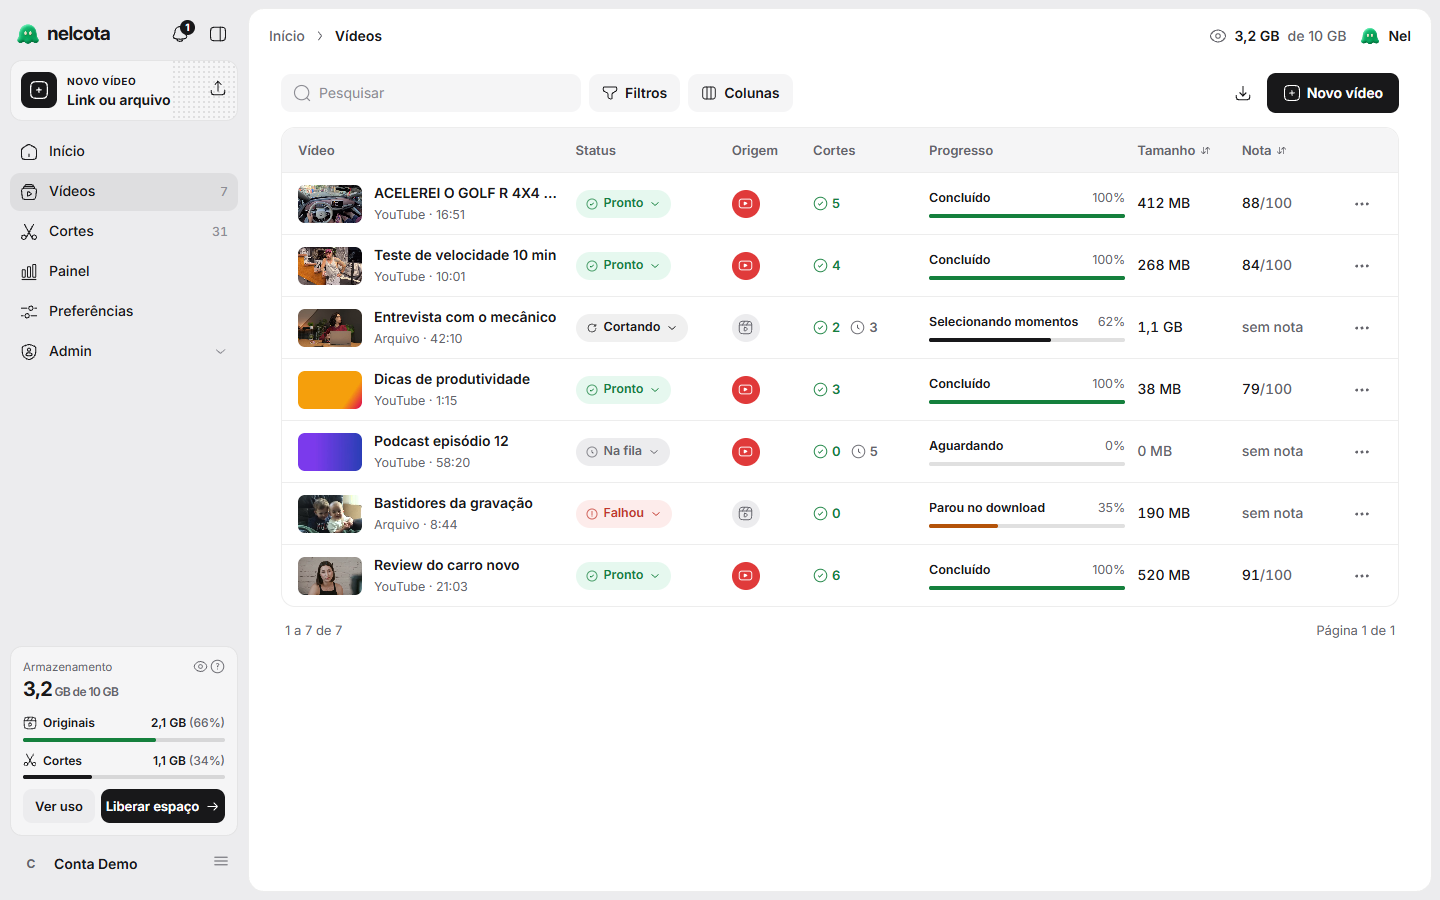 nelcota
1
NOVO VÍDEO
Link ou arquivo
Início
Vídeos 7
Cortes 31
Painel
Preferências
Admin
Armazenamento
3,2 GB de 10 GB
Originais 2,1 GB (66%)
Cortes 1,1 GB (34%)
Ver uso
Liberar espaço
C Conta Demo
Início Vídeos
3,2 GB de 10 GB Nel
Pesquisar Filtros Colunas Novo vídeo
Vídeo Status Origem Cortes Progresso Tamanho Nota
ACELEREI O GOLF R 4X4 ...
YouTube · 16:51
Pronto 5 Concluído 100% 412 MB 88/100
Teste de velocidade 10 min
YouTube · 10:01
Pronto 4 Concluído 100% 268 MB 84/100
Entrevista com o mecânico
Arquivo · 42:10
Cortando 2 3 Selecionando momentos 62% 1,1 GB sem nota
Dicas de produtividade
YouTube · 1:15
Pronto 3 Concluído 100% 38 MB 79/100
Podcast episódio 12
YouTube · 58:20
Na fila 0 5 Aguardando 0% 0 MB sem nota
Bastidores da gravação
Arquivo · 8:44
Falhou 0 Parou no download 35% 190 MB sem nota
Review do carro novo
YouTube · 21:03
Pronto 6 Concluído 100% 520 MB 91/100
1 a 7 de 7 Página 1 de 1